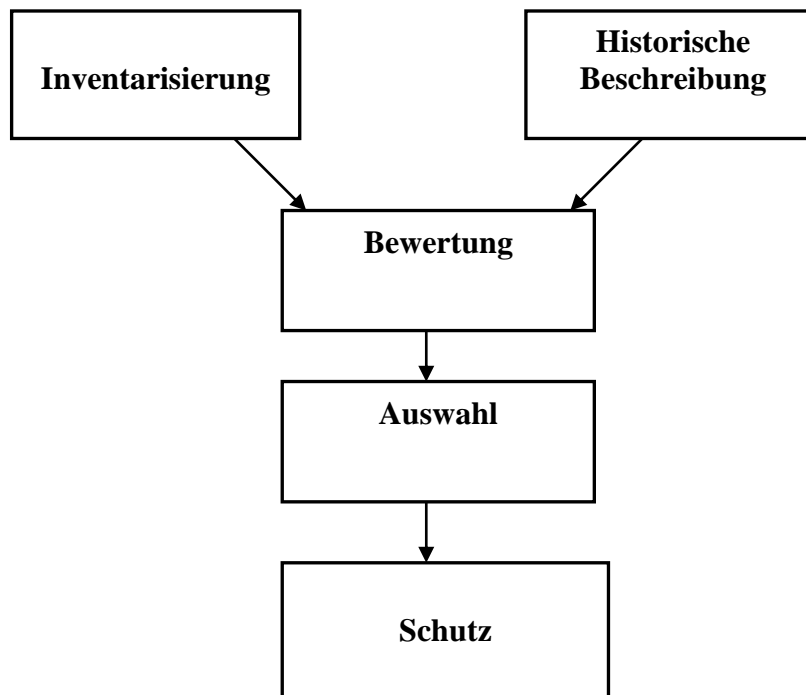 Inventarisierung
Historische
Beschreibung
Bewertung
Auswahl
Schutz